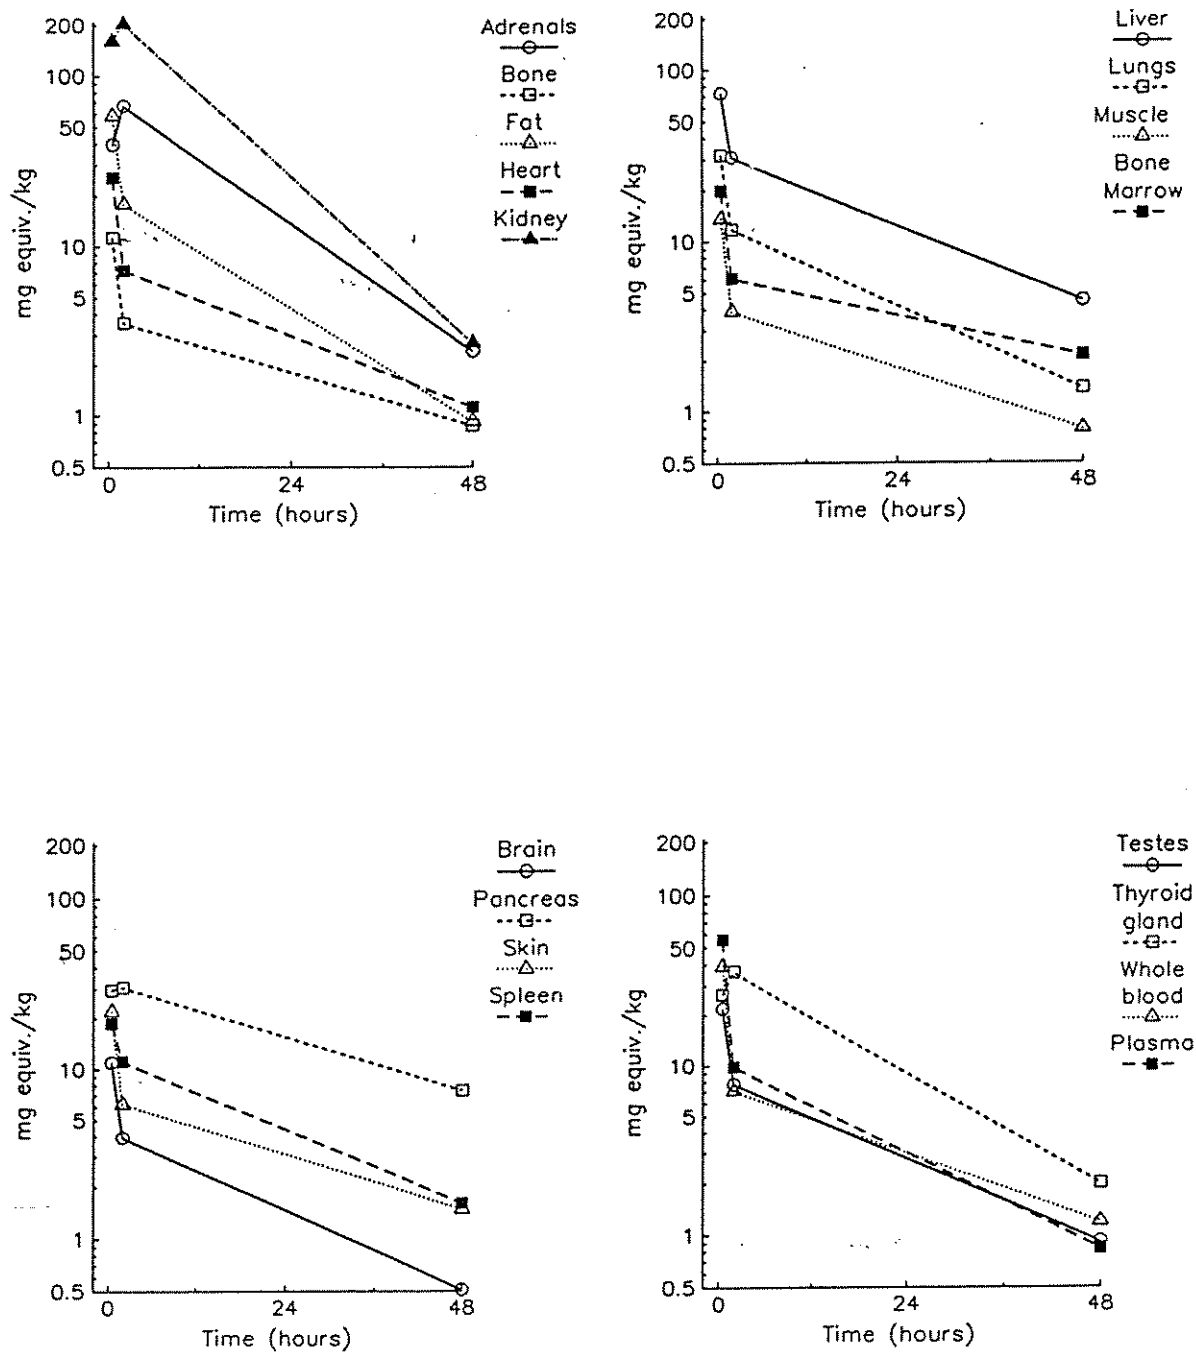 200
100
50
10
5
1
0.5
mg equiv./kg
0
24
48
Time (hours)
Adrenals
Bone
Fat
Heart
Kidney
200
100
50
10
5
1
0.5
mg equiv./kg
0
24
48
Time (hours)
Liver
Lungs
Muscle
Bone
Marrow
200
100
50
10
5
1
0.5
mg equiv./kg
0
24
48
Time (hours)
Brain
Pancreas
Skin
Spleen
200
100
50
10
5
1
0.5
mg equiv./kg
0
24
48
Time (hours)
Testes
Thyroid
gland
Whole
blood
Plasma